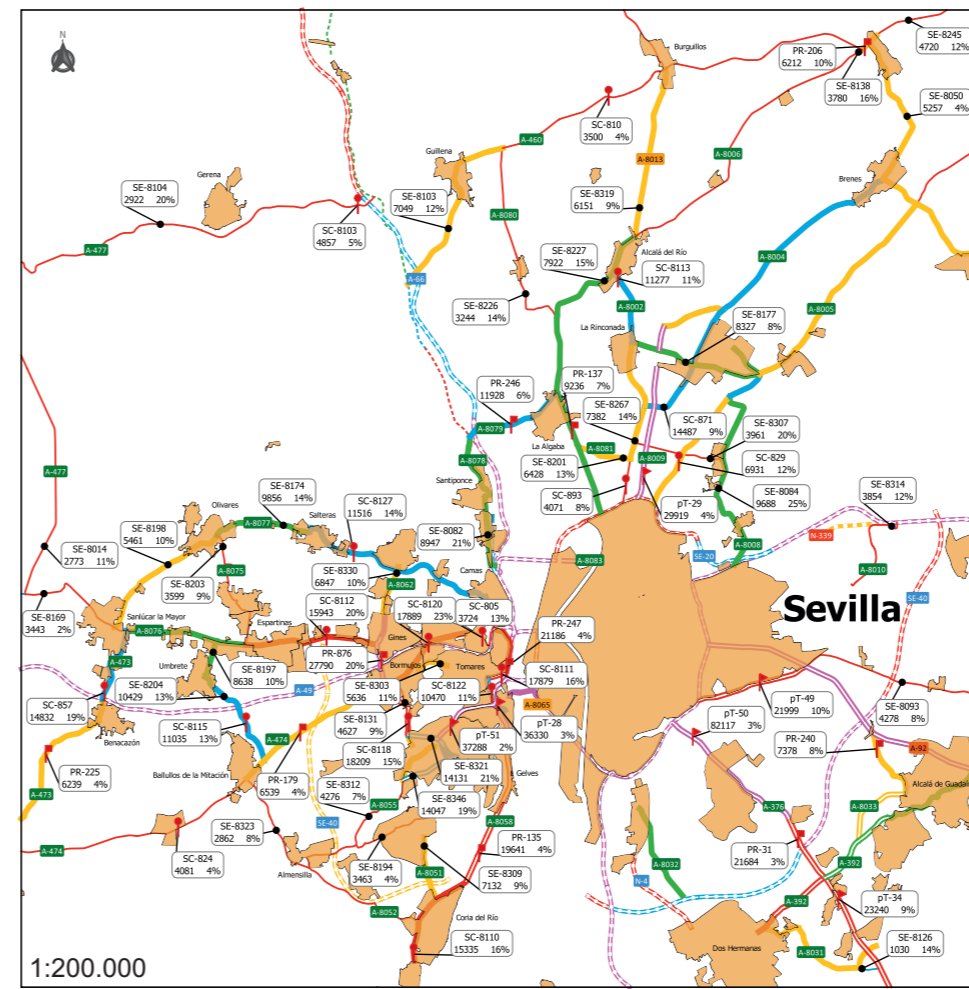 N
SE-8245
4720 12%
PR-206
6212 10%
Burguillos
SE-8138
3780 16%
SE-8050
5257 4%
SC-810
3500 4%
A-460
A-8013
A-8006
Guillena
Brenes
Gerena
SE-8104
2922 20%
SE-8103
7049 12%
SE-8319
6151 9%
A-8080
SC-8103
4857 5%
A-477
Alcalá del Río
SE-8227
7922 15%
A-8004
SC-8113
11277 11%
A-66
SE-8226
3244 14%
A-8002
A-8005
SE-8177
8327 8%
La Rinconada
PR-137
9236 7%
PR-246
11928 6%
SE-8267
7382 14%
SC-871
14487 9%
SE-8307
3961 20%
A-8079
La Algaba
A-8081
A-8009
SE-8201
6428 13%
SC-829
6931 12%
A-8078
A-477
Santiponce
SC-893
4071 8%
pT-29
29919 4%
SE-8084
9688 25%
SE-8314
3854 12%
SE-8174
9856 14%
SC-8127
11516 14%
Olivares
Salteras
A-8077
SE-8198
5461 10%
SE-8082
8947 21%
N-339
SE-8014
2773 11%
A-8008
SE-20
A-8083
SE-8203
3599 9%
A-8075
SE-8330
6847 10%
A-8062
Camas
A-8010
SE-40
SE-8169
3443 2%
Sanlúcar la Mayor
Espartinas
SC-8112
15943 20%
SC-8120
17889 23%
SC-805
3724 13%
Sevilla
A-8076
Gines
PR-247
21186 4%
Umbrete
PR-876
27790 20%
Bormujos
Tomares
A-473
SE-8197
8638 10%
SC-8111
17879 16%
SE-8204
10429 13%
A-49
SE-8303
5636 11%
SC-8122
10470 11%
A-8065
pT-49
21999 10%
SE-8093
4278 8%
SC-857
14832 19%
SC-8115
11035 13%
SE-8131
4627 9%
pT-28
36330 3%
pT-50
82117 3%
A-474
pT-51
37288 2%
PR-240
7378 8%
A-92
Benacazón
SC-8118
18209 15%
SE-8321
14131 21%
PR-225
6239 4%
Ballullos de la Mitación
PR-179
6539 4%
Gelves
Alcalá de Guadaí
SE-8312
4276 7%
A-8055
SE-8346
14047 19%
A-376
A-8033
A-473
SE-40
A-8058
SE-8323
2862 8%
PR-135
19641 4%
PR-31
21684 3%
A-474
SC-824
4081 4%
Almensilla
SE-8194
3463 4%
A-8051
SE-8309
7132 9%
A-8032
A-392
N-4
A-392
pT-34
23240 9%
A-8052
Coria del Río
SC-8110
15335 16%
Dos Hermanas
A-8031
SE-8126
1030 14%
1:200.000